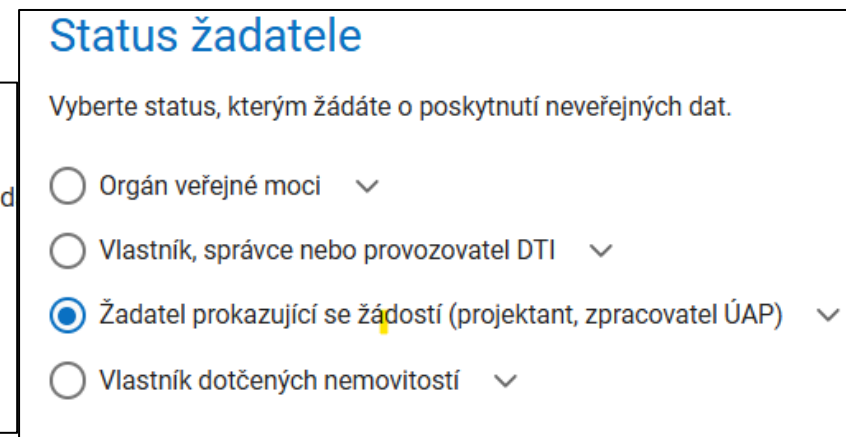 Status žadatele
Vyberte status, kterým žádáte o poskytnutí neveřejných dat.
d
Orgán veřejné moci
Vlastník, správce nebo provozovatel DTI
Žadatel prokazující se žádostí (projektant, zpracovatel ÚAP)
Vlastník dotčených nemovitostí